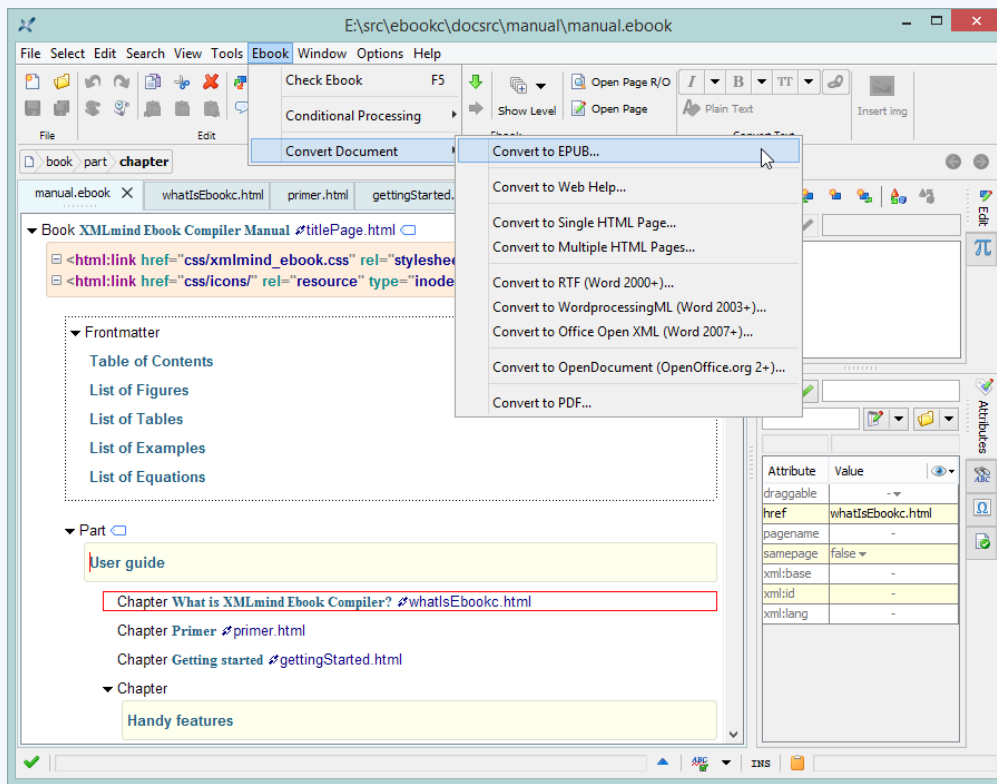 E:\src\ebookc\docsrc\manual\manual.ebook
File Select Edit Search View Tools Ebook Window Options Help
Check Ebook F5
Conditional Processing
Convert Document
Show Level
Open Page R/O
Open Page
I B TT
Plain Text
Insert img
File
Edit
book part chapter
Convert to EPUB...
Convert to Web Help...
Convert to Single HTML Page...
Convert to Multiple HTML Pages...
Convert to RTF (Word 2000+)...
Convert to WordprocessingML (Word 2003+)...
Convert to Office Open XML (Word 2007+)...
Convert to OpenDocument (OpenOffice.org 2+)...
Convert to PDF...
manual.ebook whatIsEbookc.html primer.html gettingStarted.
Book XMLmind Ebook Compiler Manual titlePage.html
<html:link href="css/xmlmind_ebook.css" rel="styleshee
<html:link href="css/icons/" rel="resource" type="inode
Frontmatter
Table of Contents
List of Figures
List of Tables
List of Examples
List of Equations
Part
User guide
Chapter What is XMLmind Ebook Compiler? whatIsEbookc.html
Chapter Primer primer.html
Chapter Getting started gettingStarted.html
Chapter
Handy features
Edit
Attributes
Attribute Value
draggable -
href whatIsEbookc.html
pagename -
samepage false
xml:base -
xml:id -
xml:lang -
ABC
Ω
π
ABC
INS